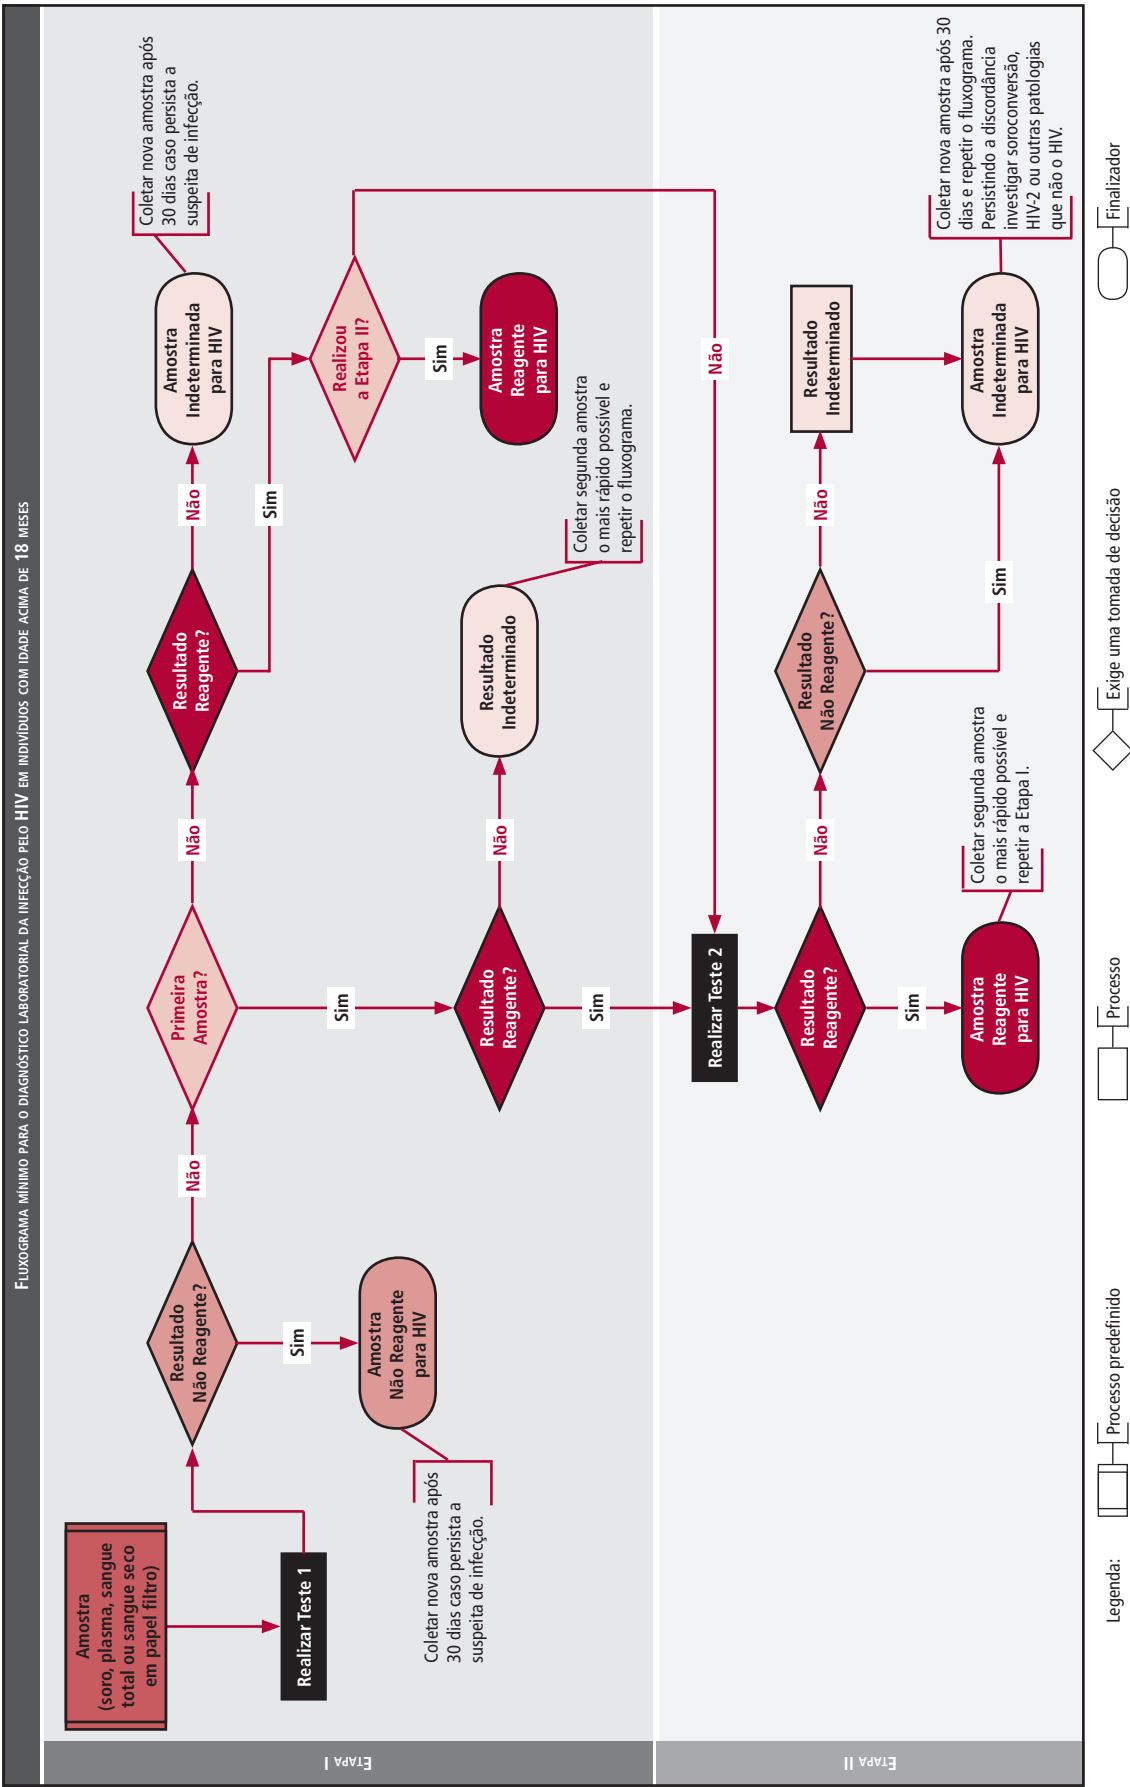 Fluxograma mínimo para o diagnóstico laboratorial da infecção pelo HIV em indivíduos com idade acima de 18 meses
Etapa I
Amostra
(soro, plasma, sangue
total ou sangue seco
em papel filtro)
Realizar Teste 1
Resultado
Não Reagente?
Sim
Amostra
Não Reagente
para HIV
Coletar nova amostra após
30 dias caso persista a
suspeita de infecção.
Não
Primeira
Amostra?
Sim
Resultado
Reagente?
Não
Resultado
Indeterminado
Coletar segunda amostra
o mais rápido possível e
repetir o fluxograma.
Sim
Não
Resultado
Reagente?
Não
Amostra
Indeterminada
para HIV
Coletar nova amostra após
30 dias caso persista a
suspeita de infecção.
Sim
Realizou
a Etapa II?
Sim
Amostra
Reagente
para HIV
Não
Etapa II
Realizar Teste 2
Resultado
Reagente?
Sim
Amostra
Reagente
para HIV
Coletar segunda amostra
o mais rápido possível e
repetir a Etapa I.
Não
Resultado
Não Reagente?
Não
Resultado
Indeterminado
Sim
Amostra
Indeterminada
para HIV
Coletar nova amostra após 30
dias e repetir o fluxograma.
Persistindo a discordância
investigar soroconversão,
HIV-2 ou outras patologias
que não o HIV.
Legenda:
Processo predefinido
Processo
Exige uma tomada de decisão
Finalizador